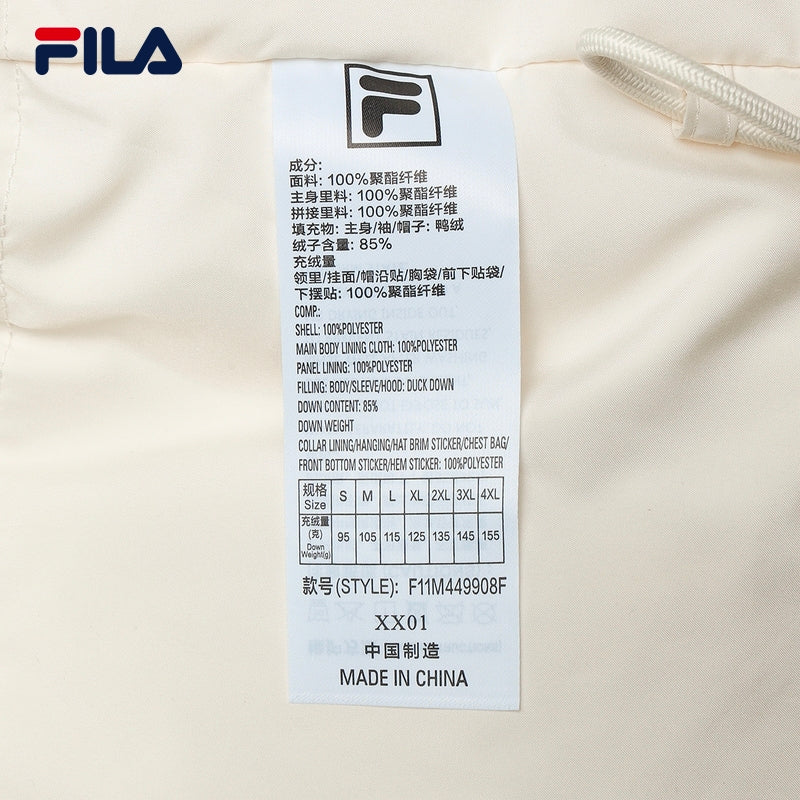 FILA
F
成分:
面料: 100%聚酯纤维
主身里料: 100%聚酯纤维
拼接里料: 100%聚酯纤维
填充物: 主身/袖/帽子: 鸭绒
绒子含量: 85%
充绒量
领里/挂面/帽沿贴/胸袋/前下贴袋/
下摆贴: 100%聚酯纤维
COMP.:
SHELL: 100%POLYESTER
MAIN BODY LINING CLOTH: 100%POLYESTER
PANEL LINING: 100%POLYESTER
FILLING: BODY/SLEEVE/HOOD: DUCK DOWN
DOWN CONTENT: 85%
DOWN WEIGHT
COLLAR LINING/HANGING/HAT BRIM STICKER/CHEST BAG/
FRONT BOTTOM STICKER/HEM STICKER: 100%POLYESTER
规格 Size S M L XL 2XL 3XL 4XL
充绒量 (克) Down Weight(g) 95 105 115 125 135 145 155
款号(STYLE): F11M449908F
XX01
中国制造
MADE IN CHINA